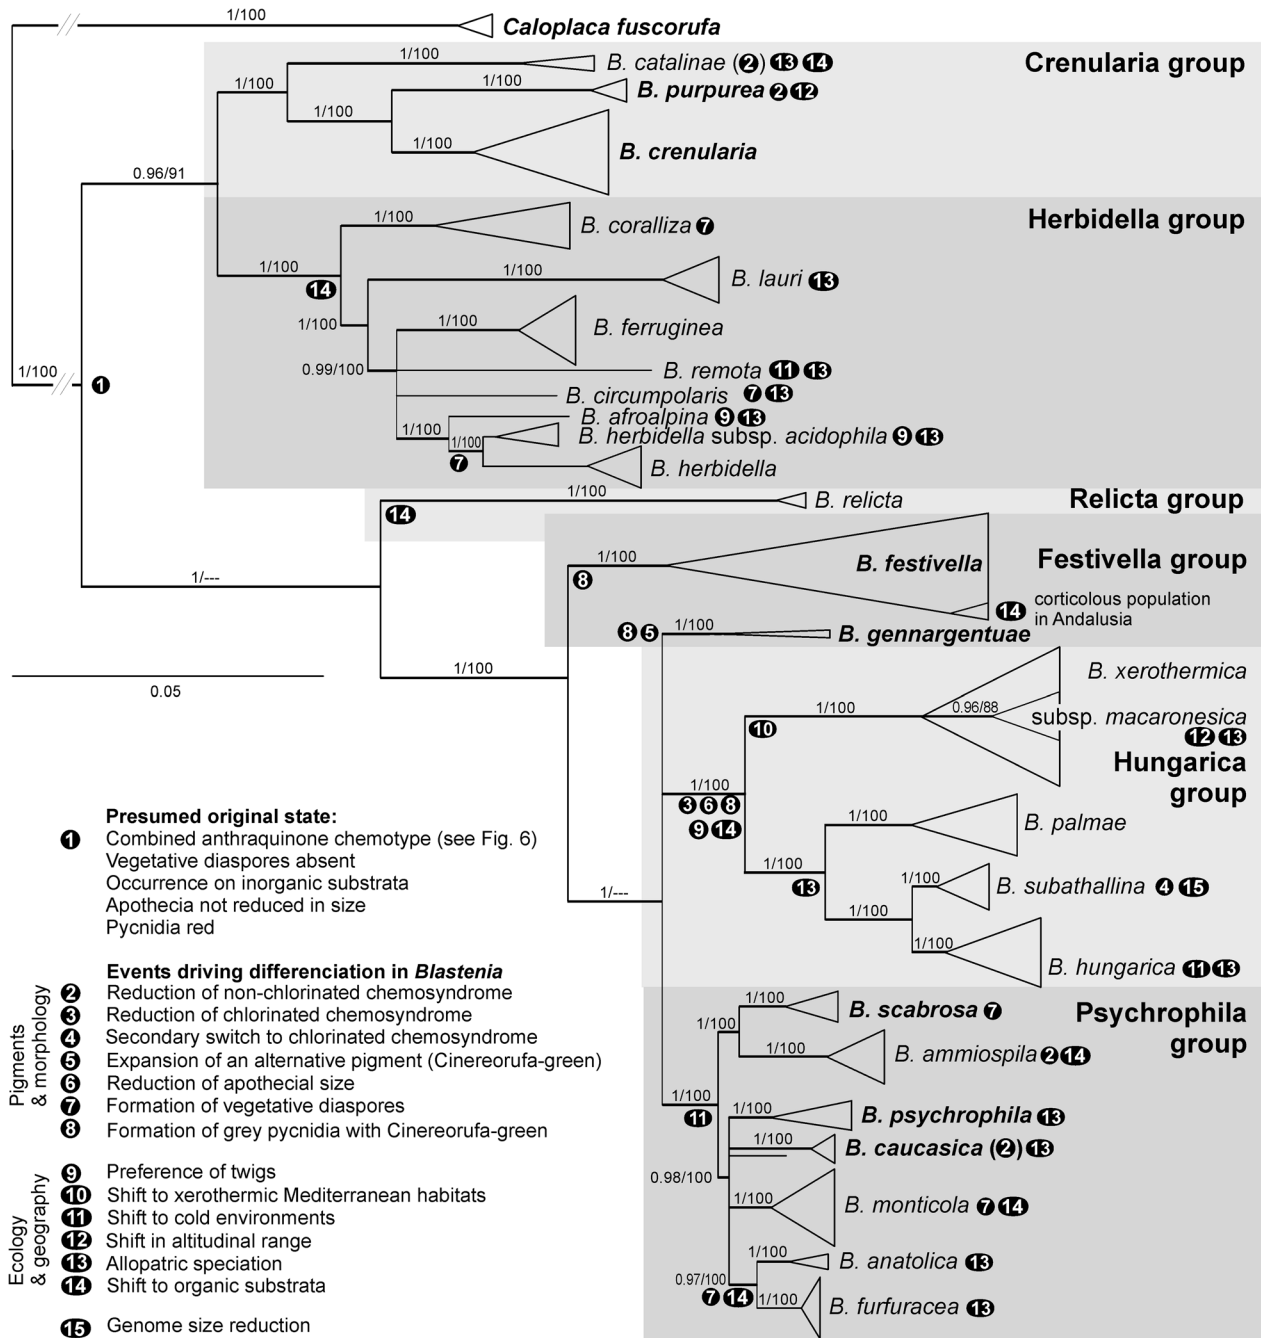 1/100
Caloplaca fuscorufa
Crenularia group
1/100
B. catalinae (2) 13 14
1/100
1/100
B. purpurea 2 12
1/100
1/100
B. crenularia
0.96/91
Herbidella group
1/100
B. coralliza 7
1/100
14
1/100
B. lauri 13
1/100
1/100
B. ferruginea
0.99/100
B. remota 11 13
B. circumpolaris 7 13
B. afroalpina 9 13
1/100
1/100
B. herbidella subsp. acidophila 9 13
7
B. herbidella
1/100
1
Relicta group
1/100
B. relicta
14
Festivella group
1/100
B. festivella
8
14 corticolous population
in Andalusia
1/---
8 5
1/100
B. gennargentuae
1/100
0.05
B. xerothermica
1/100
0.96/88
subsp. macaronesica
12 13
10
Hungarica
group
1/100
3 6 8
9 14
1/100
B. palmae
1/100
13
B. subathallina 4 15
1/100
1/100
B. hungarica 11 13
1/---
Psychrophila
group
1/100
B. scabrosa 7
1/100
1/100
B. ammiospila 2 14
1/100
11
1/100
B. psychrophila 13
1/100
B. caucasica (2) 13
0.98/100
1/100
B. monticola 7 14
1/100
B. anatolica 13
0.97/100
7 14
1/100
B. furfuracea 13
Presumed original state:
1 Combined anthraquinone chemotype (see Fig. 6)
Vegetative diaspores absent
Occurrence on inorganic substrata
Apothecia not reduced in size
Pycnidia red
Events driving differenciation in Blastenia
Pigments
& morphology
2 Reduction of non-chlorinated chemosyndrome
3 Reduction of chlorinated chemosyndrome
4 Secondary switch to chlorinated chemosyndrome
5 Expansion of an alternative pigment (Cinereorufa-green)
6 Reduction of apothecial size
7 Formation of vegetative diaspores
8 Formation of grey pycnidia with Cinereorufa-green
Ecology
& geography
9 Preference of twigs
10 Shift to xerothermic Mediterranean habitats
11 Shift to cold environments
12 Shift in altitudinal range
13 Allopatric speciation
14 Shift to organic substrata
15 Genome size reduction